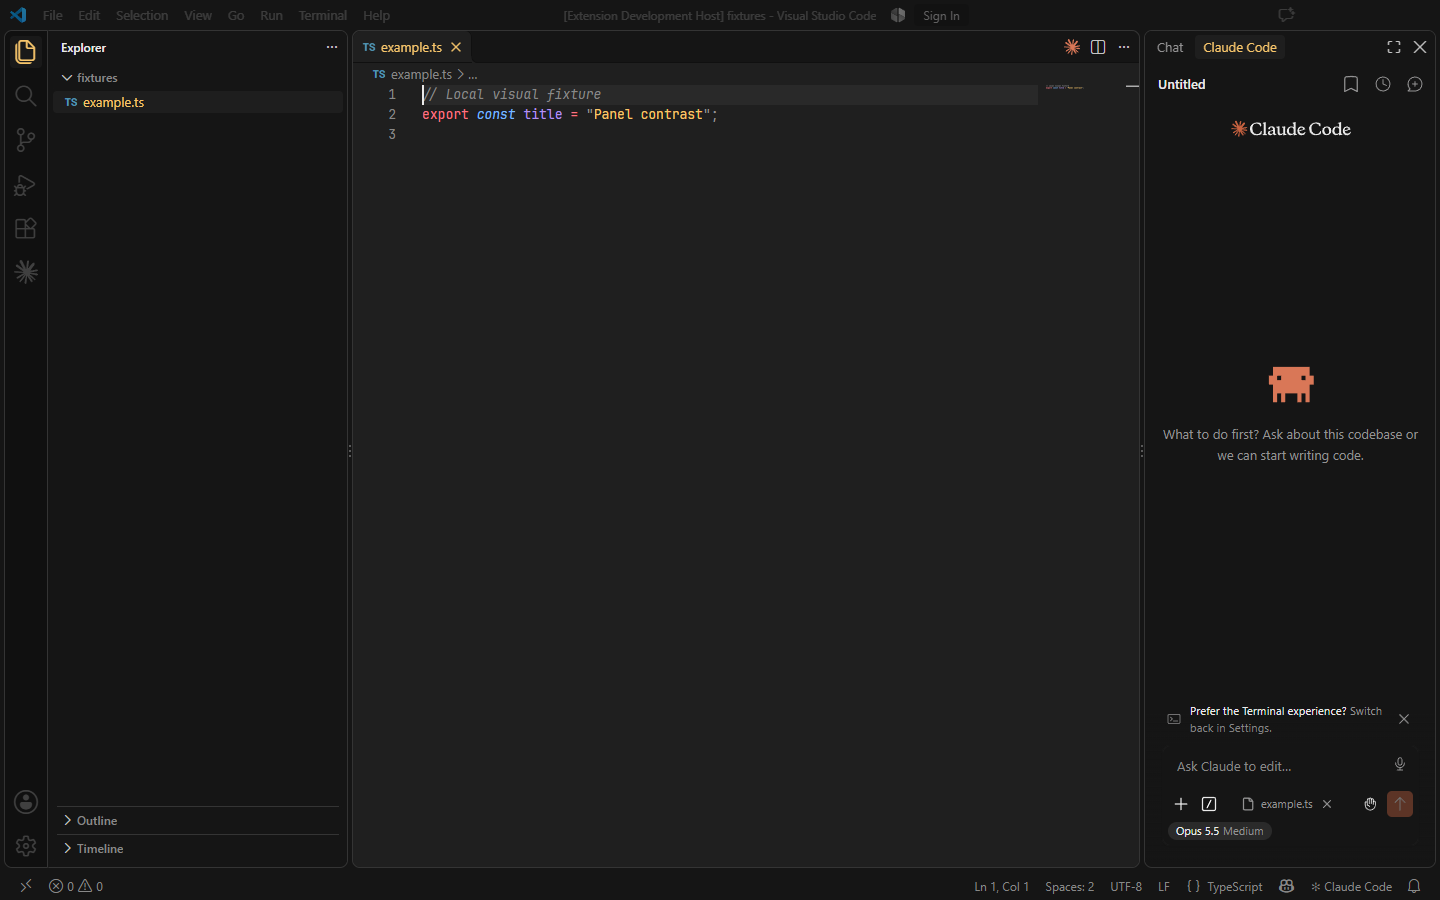 File Edit Selection View Go Run Terminal Help
[Extension Development Host] fixtures - Visual Studio Code
Sign In
Explorer
fixtures
TS example.ts
Outline
Timeline
TS example.ts
TS example.ts > ...
1 // Local visual fixture
2 export const title = "Panel contrast";
3
Chat Claude Code
Untitled
Claude Code
What to do first? Ask about this codebase or
we can start writing code.
Prefer the Terminal experience? Switch
back in Settings.
Ask Claude to edit...
example.ts
Opus 5.5 Medium
0 0
Ln 1, Col 1 Spaces: 2 UTF-8 LF { } TypeScript Claude Code